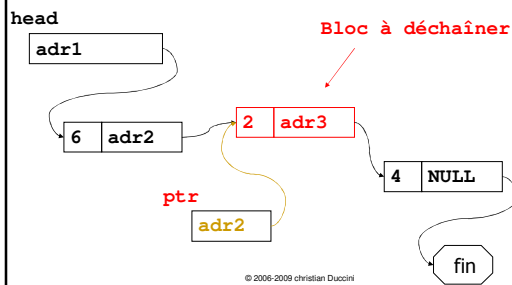 head
Bloc à déchaîner
adr1
6 adr2
2 adr3
4 NULL
ptr
adr2
fin
© 2006-2009 christian Duccini